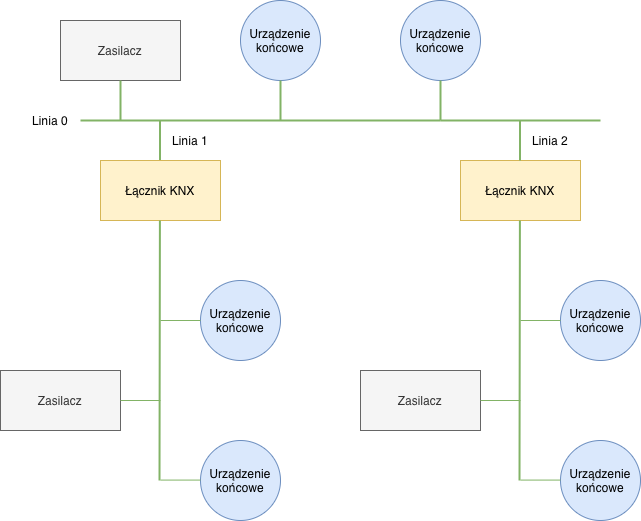 Urządzenie
końcowe
Urządzenie
końcowe
Zasilacz
Linia 0
Linia 1
Linia 2
Łącznik KNX
Łącznik KNX
Urządzenie
końcowe
Urządzenie
końcowe
Zasilacz
Zasilacz
Urządzenie
końcowe
Urządzenie
końcowe